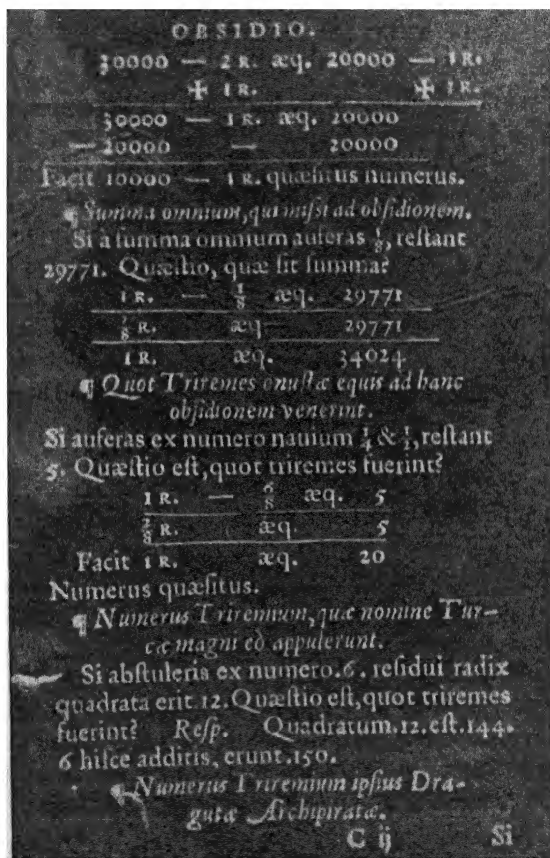 OBSIDIO.
30000 — 2 R. æq. 20000 — 1 R.
✠ 1 R. ✠ 1 R.
30000 — 1 R. æq. 20000
— 20000 — 20000
Facit 10000 — 1 R. quæsitus numerus.
¶ Summa omnium, qui missi ad obsidionem.
Si a summa omnium auferas 1/8, restant
29771. Quæstio, quæ sit summa?
1 R. — 1/8 æq. 29771
7/8 R. æq 29771
1 R. æq. 34024
¶ Quot Triremes onustæ equis ad hanc
obsidionem venerint.
Si auferas ex numero nauium 1/4 & 1/2, restant
5. Quæstio est, quot triremes fuerint?
1 R. — 6/8 æq. 5
2/8 R. æq. 5
Facit 1 R. æq. 20
Numerus quæsitus.
¶ Numerus Triremium, quæ nomine Tur-
cæ magni eò appulerunt.
Si abstuleris ex numero.6. residui radix
quadrata erit.12. Quæstio est, quot triremes
fuerint? Resp. Quadratum.12.est.144.
6 hisce additis, erunt.150.
¶ Numerus Triremium ipsius Dra-
gutæ Archipiratæ.
C ij Si